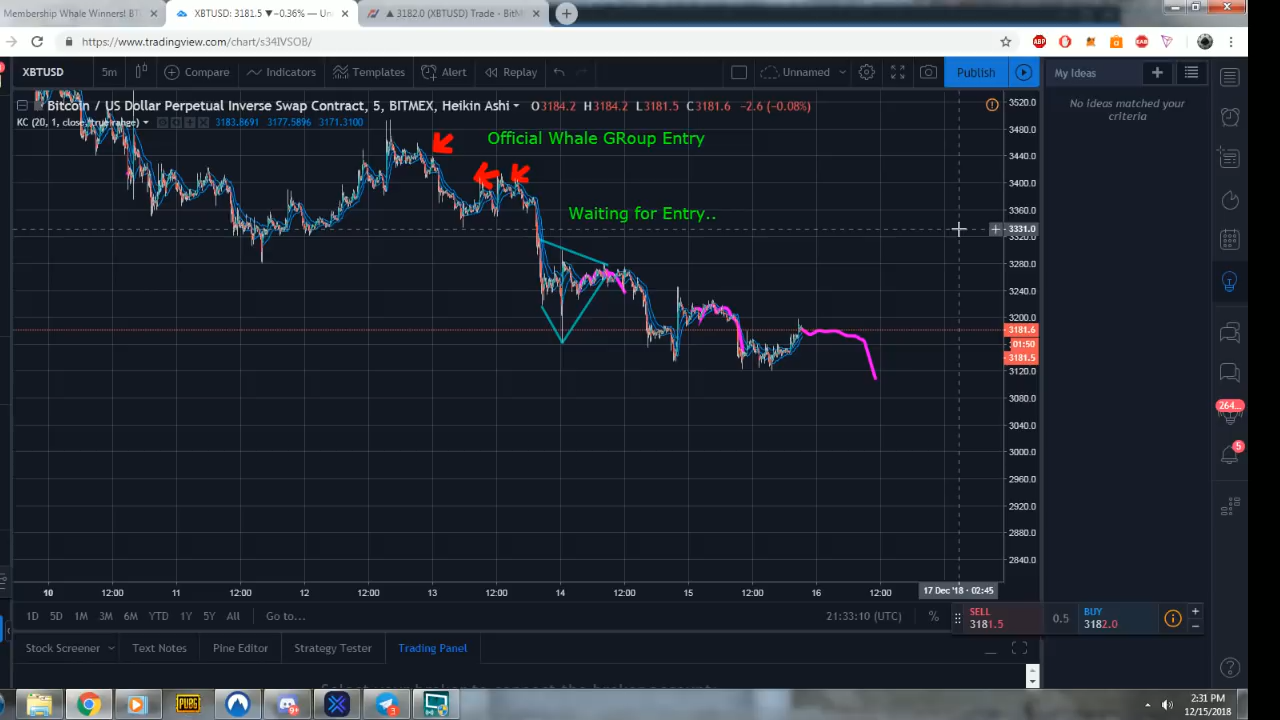 Membership Whale Winners! BT
XBTUSD: 3181.5 ▼−0.36% — Un
▲ 3182.0 (XBTUSD) Trade - BitM
https://www.tradingview.com/chart/s34IVSOB/
XBTUSD 5m Compare Indicators Templates Alert Replay Unnamed Publish My Ideas
Bitcoin / US Dollar Perpetual Inverse Swap Contract, 5, BITMEX, Heikin Ashi O3184.2 H3184.2 L3181.5 C3181.6 −2.6 (−0.08%)
KC (20, 1, close, true, range) 3183.8691 3177.5896 3171.3100
No ideas matched your
criteria
Official Whale GRoup Entry
Waiting for Entry..
3520.0
3480.0
3440.0
3400.0
3360.0
3331.0
3320.0
3280.0
3240.0
3200.0
3181.6
01:50
3181.5
3120.0
3080.0
3040.0
3000.0
2960.0
2920.0
2880.0
2840.0
264...
5
10 12:00 11 12:00 12 12:00 13 12:00 14 12:00 15 12:00 16 12:00 17 Dec '18 - 02:45
1D 5D 1M 3M 6M YTD 1Y 5Y All Go to... 21:33:10 (UTC) %
SELL
3181.5
0.5
BUY
3182.0
Stock Screener Text Notes Pine Editor Strategy Tester Trading Panel
PUBG
9+
3
2:31 PM
12/15/2018